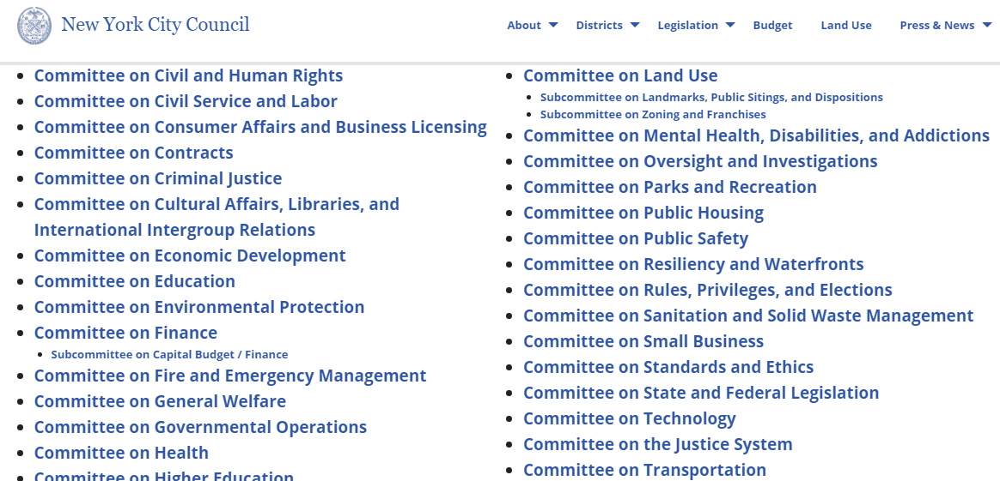 New York City Council
About
Districts
Legislation
Budget
Land Use
Press & News
Committee on Civil and Human Rights
Committee on Civil Service and Labor
Committee on Consumer Affairs and Business Licensing
Committee on Contracts
Committee on Criminal Justice
Committee on Cultural Affairs, Libraries, and
International Intergroup Relations
Committee on Economic Development
Committee on Education
Committee on Environmental Protection
Committee on Finance
Subcommittee on Capital Budget / Finance
Committee on Fire and Emergency Management
Committee on General Welfare
Committee on Governmental Operations
Committee on Health
Committee on Higher Education
Committee on Land Use
Subcommittee on Landmarks, Public Sitings, and Dispositions
Subcommittee on Zoning and Franchises
Committee on Mental Health, Disabilities, and Addictions
Committee on Oversight and Investigations
Committee on Parks and Recreation
Committee on Public Housing
Committee on Public Safety
Committee on Resiliency and Waterfronts
Committee on Rules, Privileges, and Elections
Committee on Sanitation and Solid Waste Management
Committee on Small Business
Committee on Standards and Ethics
Committee on State and Federal Legislation
Committee on Technology
Committee on the Justice System
Committee on Transportation